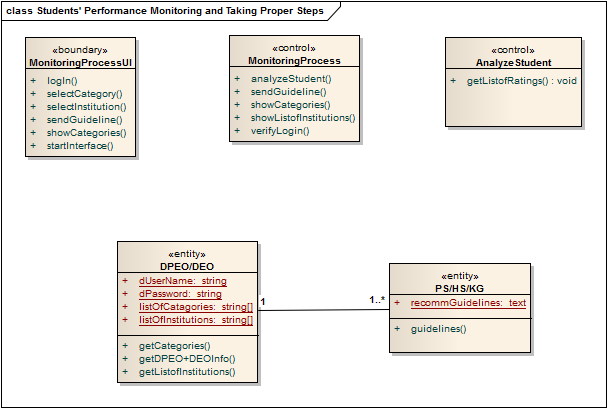 class Students' Performance Monitoring and Taking Proper Steps
«boundary»
MonitoringProcessUI
+ logIn()
+ selectCategory()
+ selectInstitution()
+ sendGuideline()
+ showCategories()
+ startInterface()
«control»
MonitoringProcess
+ analyzeStudent()
+ sendGuideline()
+ showCategories()
+ showListofInstitutions()
+ verifyLogin()
«control»
AnalyzeStudent
+ getListofRatings() : void
«entity»
DPEO/DEO
+ dUserName: string
+ dPassword: string
+ listOfCatagories: string[]
+ listOfInstitutions: string[]
+ getCategories()
+ getDPEO+DEOInfo()
+ getListofInstitutions()
1
1..*
«entity»
PS/HS/KG
+ recommGuidelines: text
+ guidelines()